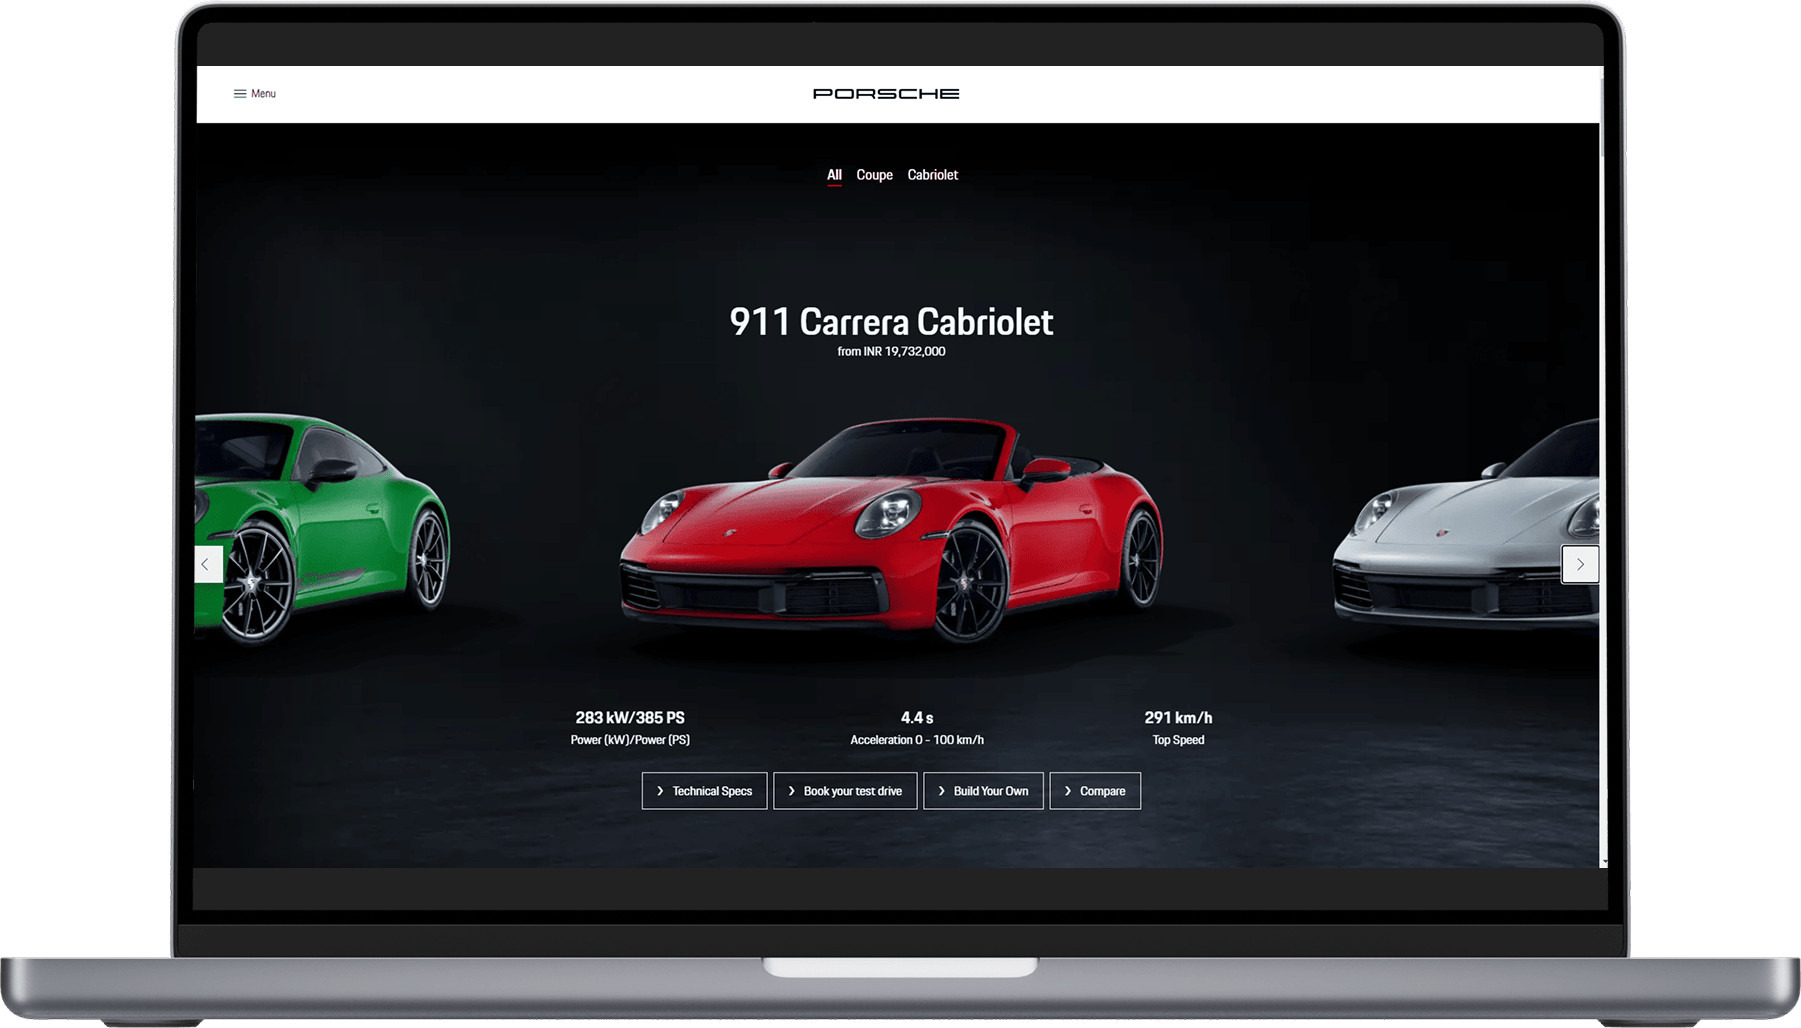 Menu
PORSCHE
All Coupe Cabriolet
911 Carrera Cabriolet
from INR 19,732,000
283 kW/385 PS
Power (kW)/Power (PS)
4.4 s
Acceleration 0 - 100 km/h
291 km/h
Top Speed
Technical Specs
Book your test drive
Build Your Own
Compare